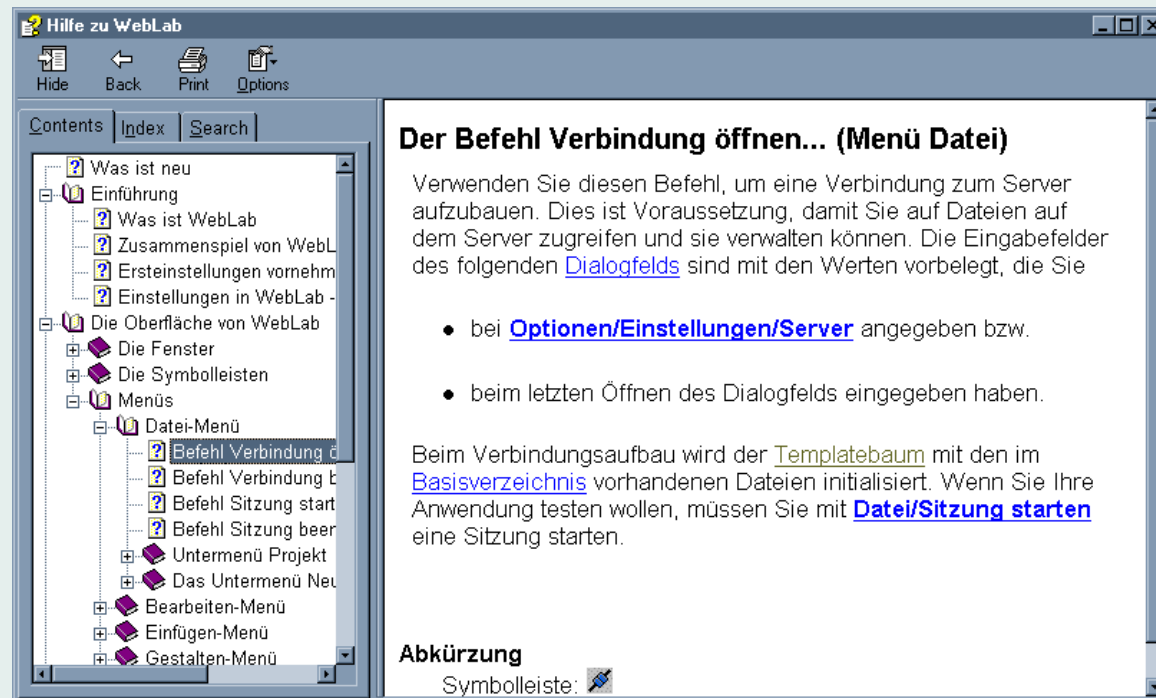 Hilfe zu WebLab
Hide Back Print Options
Contents Index Search
Was ist neu
Einführung
Was ist WebLab
Zusammenspiel von WebL
Ersteinstellungen vornehm
Einstellungen in WebLab -
Die Oberfläche von WebLab
Die Fenster
Die Symbolleisten
Menüs
Datei-Menü
Befehl Verbindung ö
Befehl Verbindung b
Befehl Sitzung start
Befehl Sitzung beer
Untermenü Projekt
Das Untermenü Neu
Bearbeiten-Menü
Einfügen-Menü
Gestalten-Menü
Der Befehl Verbindung öffnen... (Menü Datei)
Verwenden Sie diesen Befehl, um eine Verbindung zum Server
aufzubauen. Dies ist Voraussetzung, damit Sie auf Dateien auf
dem Server zugreifen und sie verwalten können. Die Eingabefelder
des folgenden Dialogfelds sind mit den Werten vorbelegt, die Sie
● bei Optionen/Einstellungen/Server angegeben bzw.
● beim letzten Öffnen des Dialogfelds eingegeben haben.
Beim Verbindungsaufbau wird der Templatebaum mit den im
Basisverzeichnis vorhandenen Dateien initialisiert. Wenn Sie Ihre
Anwendung testen wollen, müssen Sie mit Datei/Sitzung starten
eine Sitzung starten.
Abkürzung
Symbolleiste: